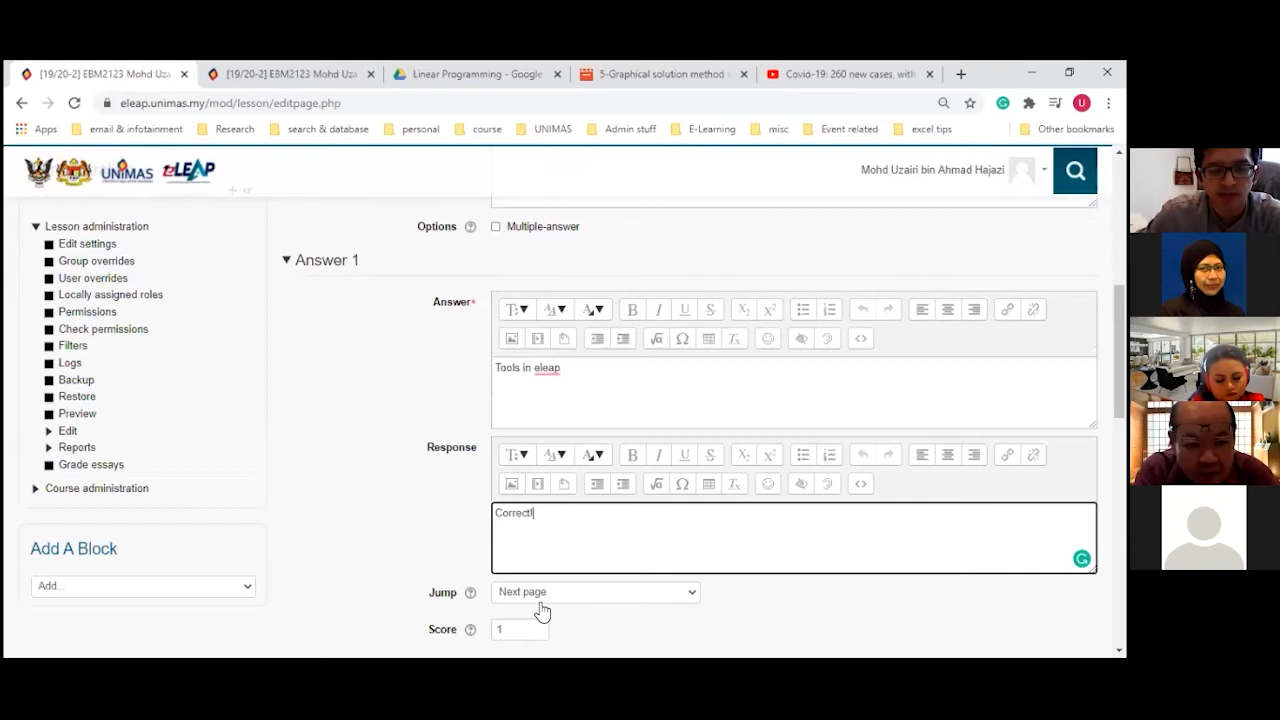 [19/20-2] EBM2123 Mohd Uza
[19/20-2] EBM2123 Mohd Uza
Linear Programming - Google
5-Graphical solution method
Covid-19: 260 new cases, with
eleap.unimas.my/mod/lesson/editpage.php
U
Apps
email & infotainment
Research
search & database
personal
course
UNIMAS
Admin stuff
E-Learning
misc
Event related
excel tips
Other bookmarks
UNIMAS
eLEAP
Mohd Uzairi bin Ahmad Hajazi
Lesson administration
Edit settings
Group overrides
User overrides
Locally assigned roles
Permissions
Check permissions
Filters
Logs
Backup
Restore
Preview
Edit
Reports
Grade essays
Course administration
Add A Block
Add...
Options
Multiple-answer
Answer 1
Answer*
Tools in eleap
Response
Correct!
Jump
Next page
Score
1